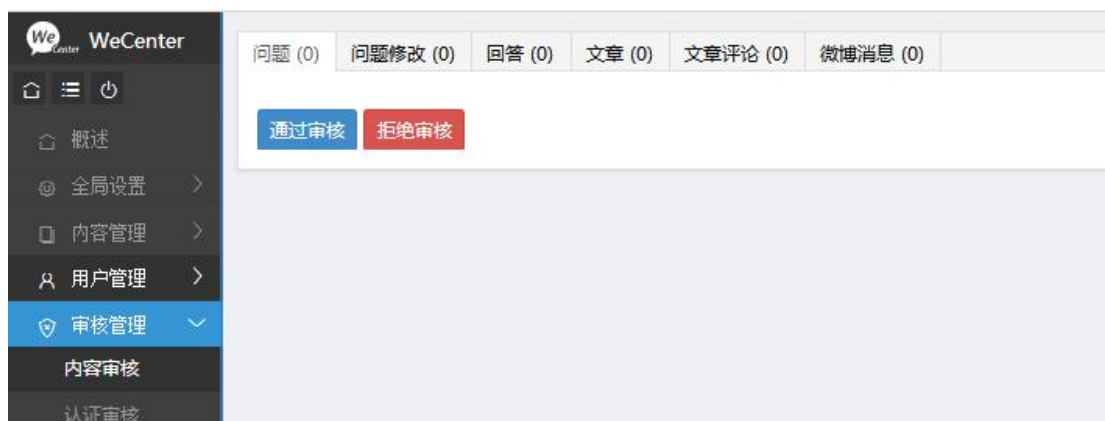 WeCenter WeCenter
问题 (0) 问题修改 (0) 回答 (0) 文章 (0) 文章评论 (0) 微博消息 (0)
通过审核 拒绝审核
概述
全局设置
内容管理
用户管理
审核管理
内容审核
认证审核